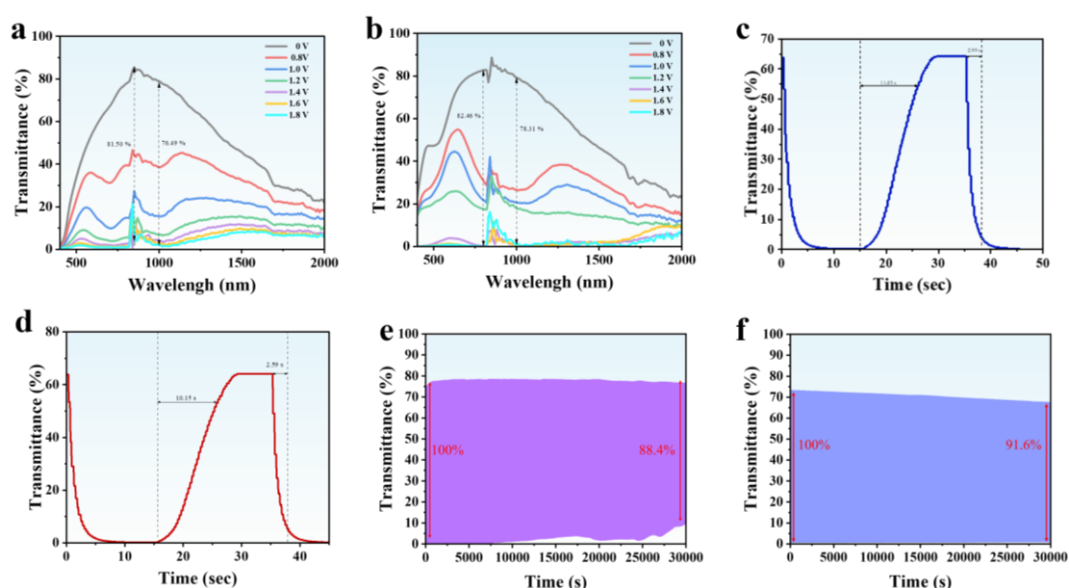 a
Transmittance (%)
100
80
60
40
20
0
500
1000
1500
2000
Wavelengh (nm)
0 V
0.8V
1.0 V
1.2 V
1.4 V
1.6 V
1.8 V
81.50 %
76.49 %
b
Transmittance (%)
100
80
60
40
20
0
500
1000
1500
2000
Wavelengh (nm)
0 V
0.8V
1.0 V
1.2 V
1.4 V
1.6 V
1.8 V
82.46 %
78.31 %
c
Transmittance (%)
70
60
50
40
30
20
10
0
0
10
20
30
40
50
Time (sec)
d
Transmittance (%)
80
60
40
20
0
0
10
20
30
40
Time (sec)
10.15 s
2.59 s
e
Transmittance (%)
100
90
80
70
60
50
40
30
20
10
0
0
5000
10000
15000
20000
25000
30000
Time (s)
100%
88.4%
f
Transmittance (%)
100
90
80
70
60
50
40
30
20
10
0
0
5000
10000
15000
20000
25000
30000
Time (s)
100%
91.6%